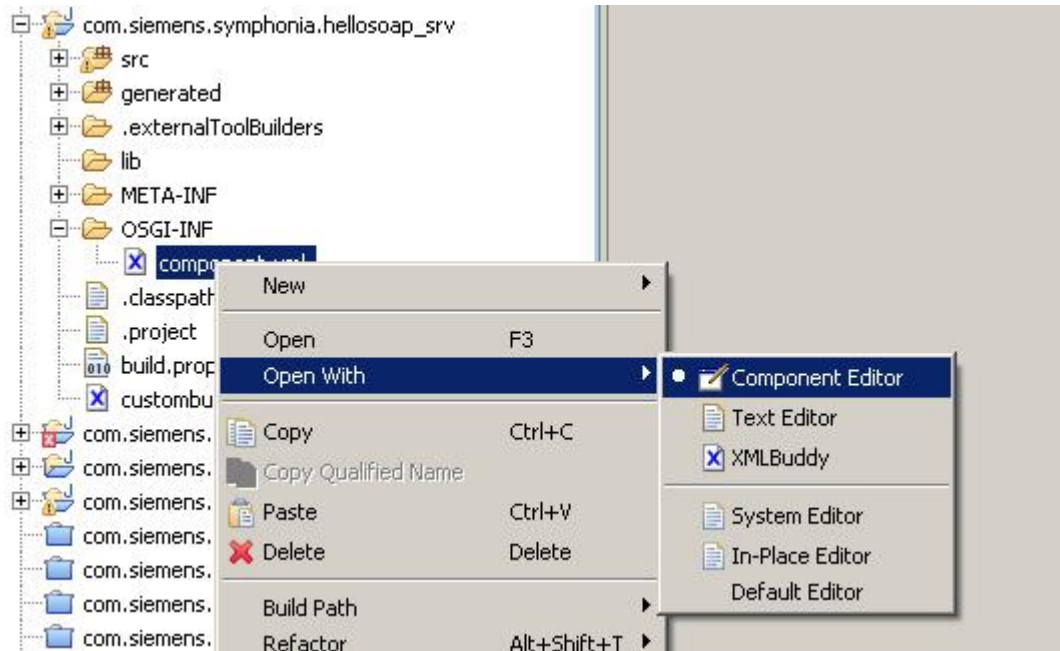 com.siemens.symphonia.hellosoap_srv
src
generated
.externalToolBuilders
lib
META-INF
OSGI-INF
New
.classpath
.project
Open F3
build.prop
Open With
Component Editor
custombu
Text Editor
com.siemens.
Copy Ctrl+C
XMLBuddy
com.siemens.
Copy Qualified Name
com.siemens.
Paste Ctrl+V
System Editor
com.siemens.
Delete Delete
In-Place Editor
com.siemens.
Default Editor
com.siemens.
Build Path
com.siemens.
Refactor Alt+Shift+T